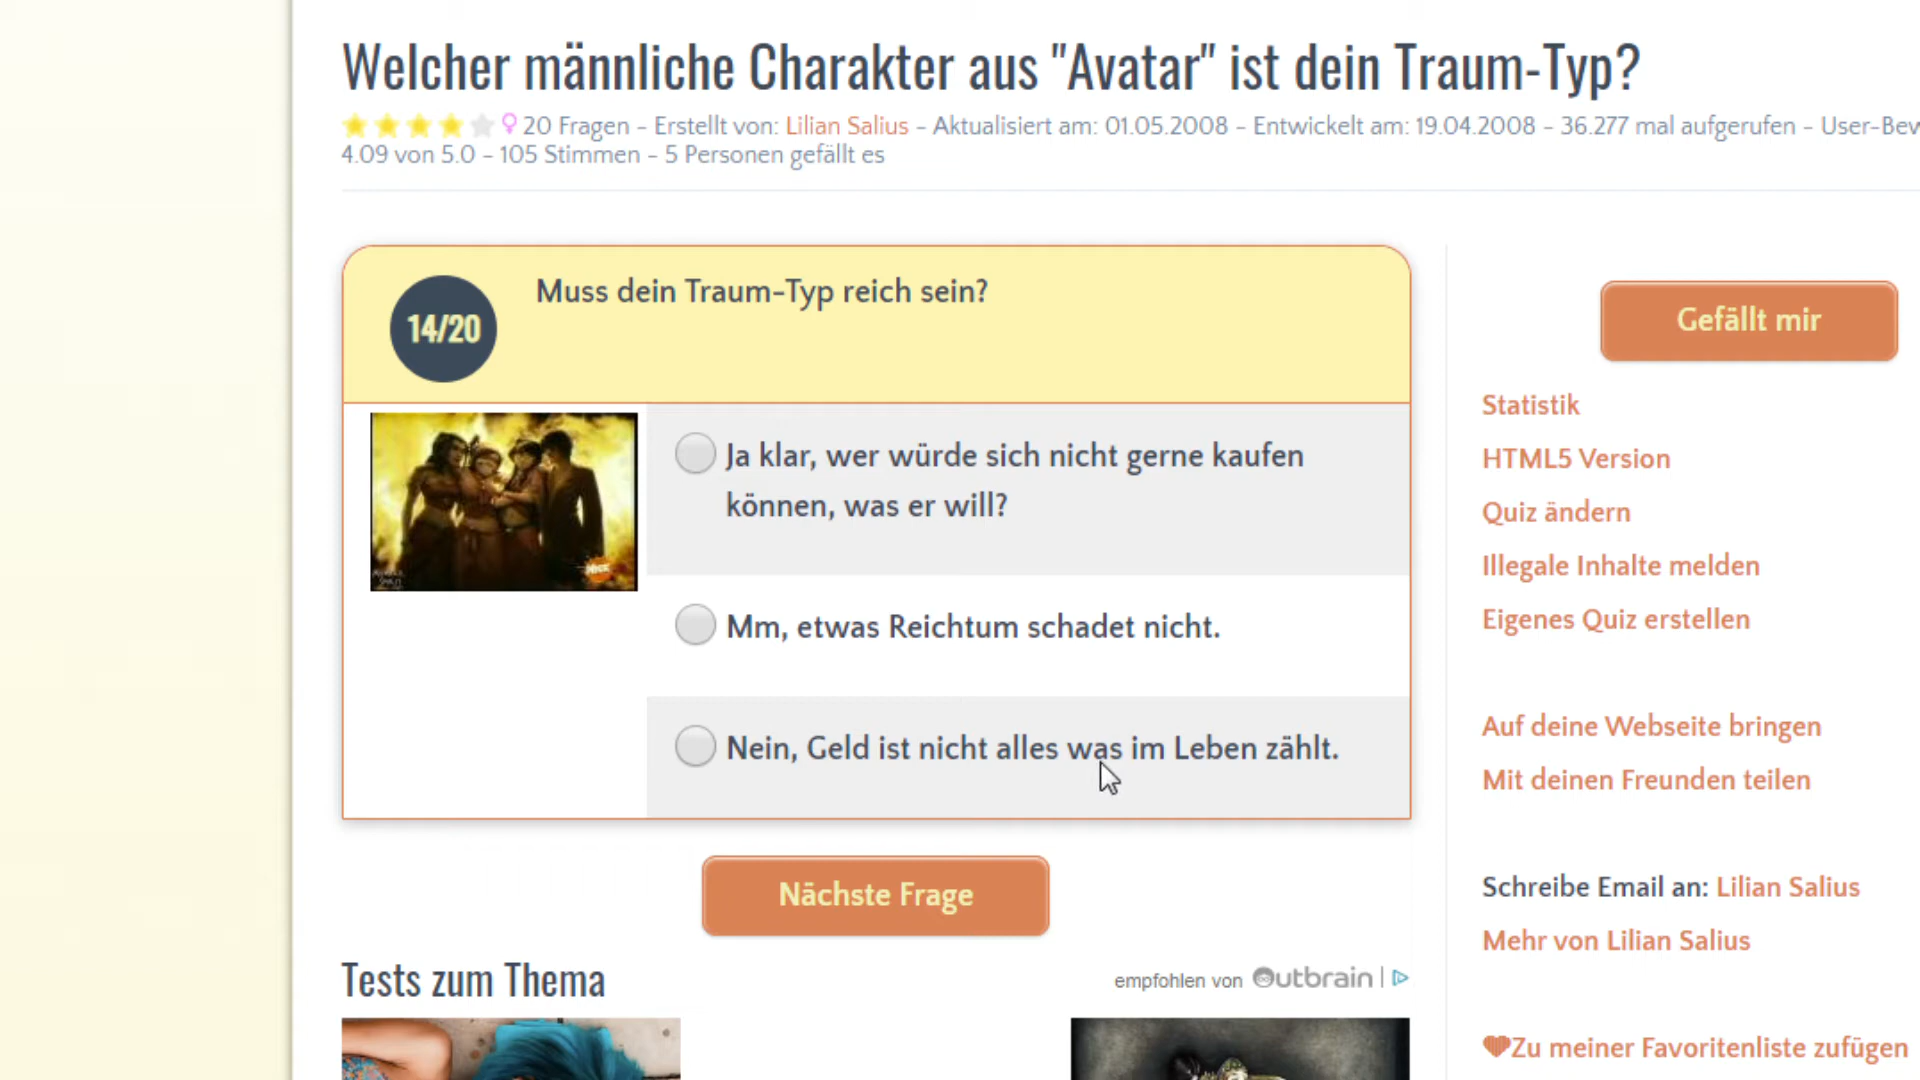 Welcher männliche Charakter aus "Avatar" ist dein Traum-Typ?
20 Fragen - Erstellt von: Lilian Salius - Aktualisiert am: 01.05.2008 - Entwickelt am: 19.04.2008 - 36.277 mal aufgerufen -
4.09 von 5.0 - 105 Stimmen - 5 Personen gefällt es
14/20
Muss dein Traum-Typ reich sein?
Ja klar, wer würde sich nicht gerne kaufen
können, was er will?
Mm, etwas Reichtum schadet nicht.
Nein, Geld ist nicht alles was im Leben zählt.
Nächste Frage
Tests zum Thema
empfohlen von Outbrain
Gefällt mir
Statistik
HTML5 Version
Quiz ändern
Illegale Inhalte melden
Eigenes Quiz erstellen
Auf deine Webseite bringen
Mit deinen Freunden teilen
Schreibe Email an: Lilian Salius
Mehr von Lilian Salius
Zu meiner Favoritenliste zufügen